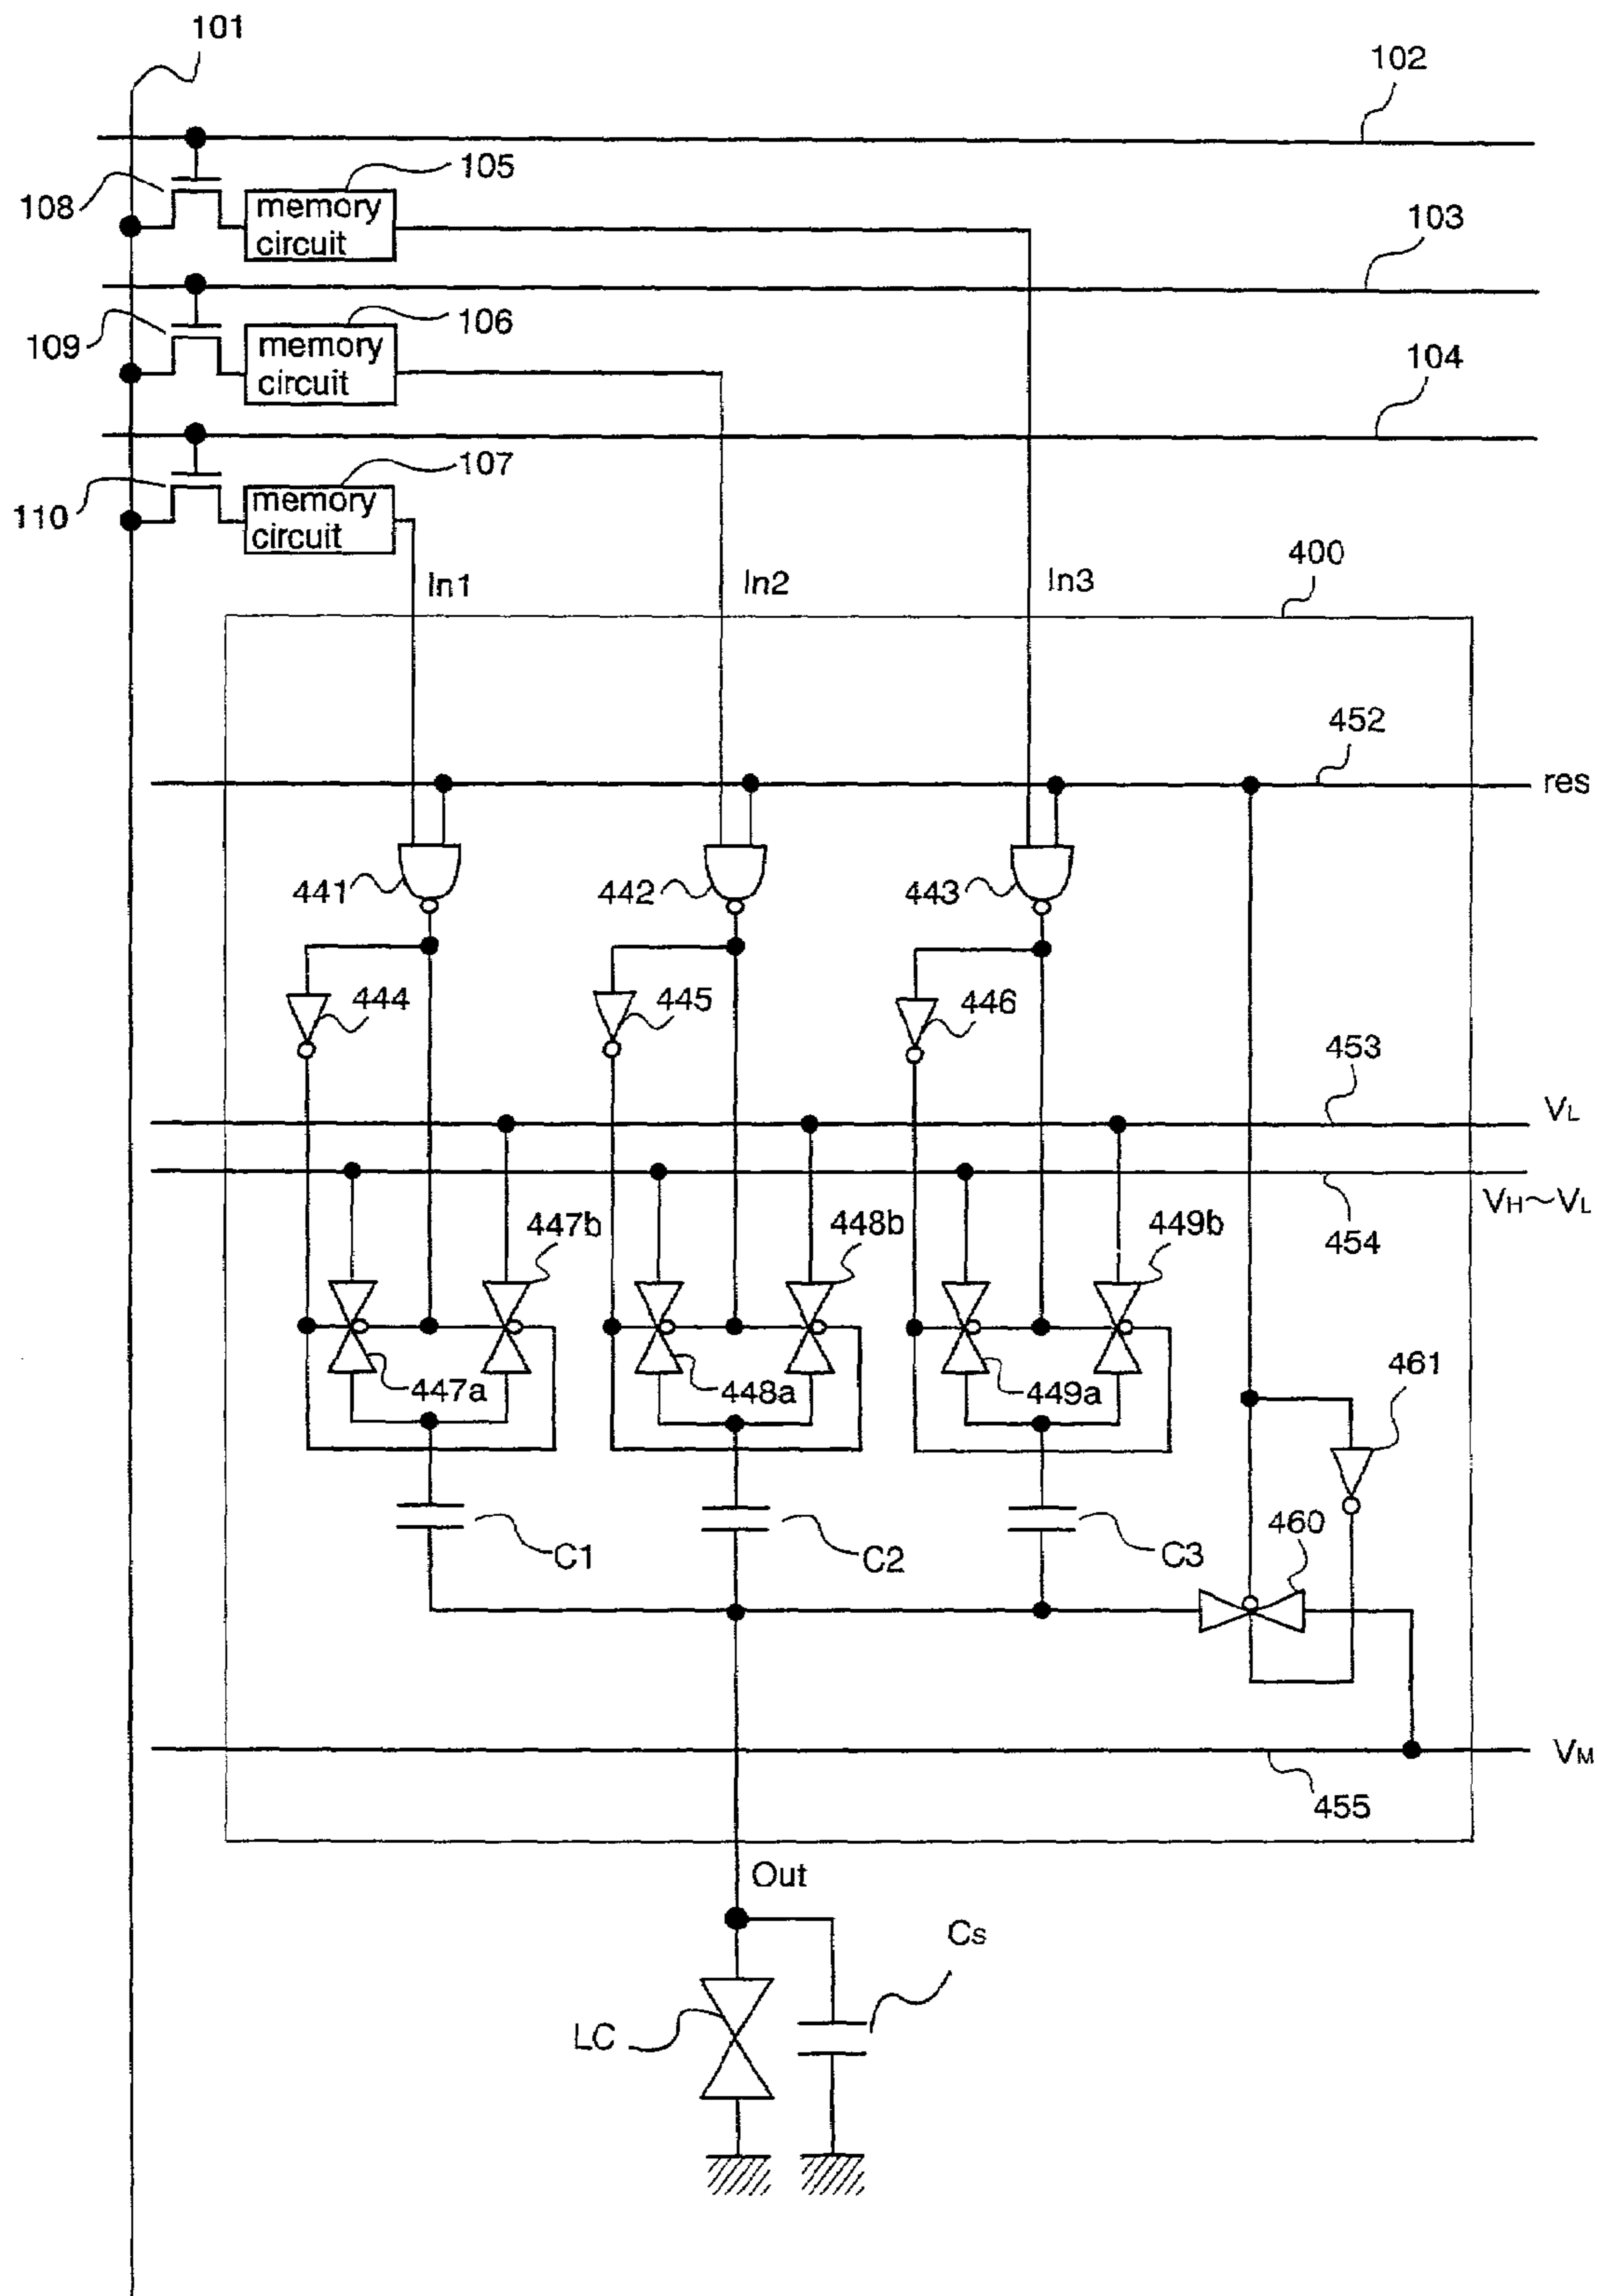 101
102
105
108
memory
circuit
103
106
109
memory
circuit
104
107
110
memory
circuit
400
In1
In2
In3
452
res
441
442
443
444
445
446
453
VL
VH~VL
454
447b
448b
449b
447a
448a
449a
461
460
C1
C2
C3
VM
455
Out
Cs
LC